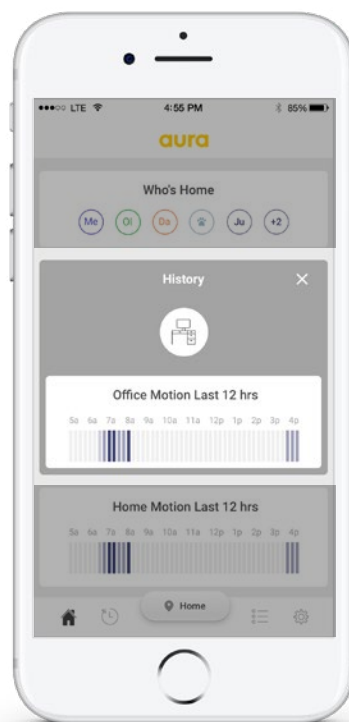 LTE 4:55 PM 85%
aura
Who's Home
Me Ol Da Ju +2
History
Office Motion Last 12 hrs
5a 6a 7a 8a 9a 10a 11a 12p 1p 2p 3p 4p
Home Motion Last 12 hrs
5a 6a 7a 8a 9a 10a 11a 12p 1p 2p 3p 4p
Home